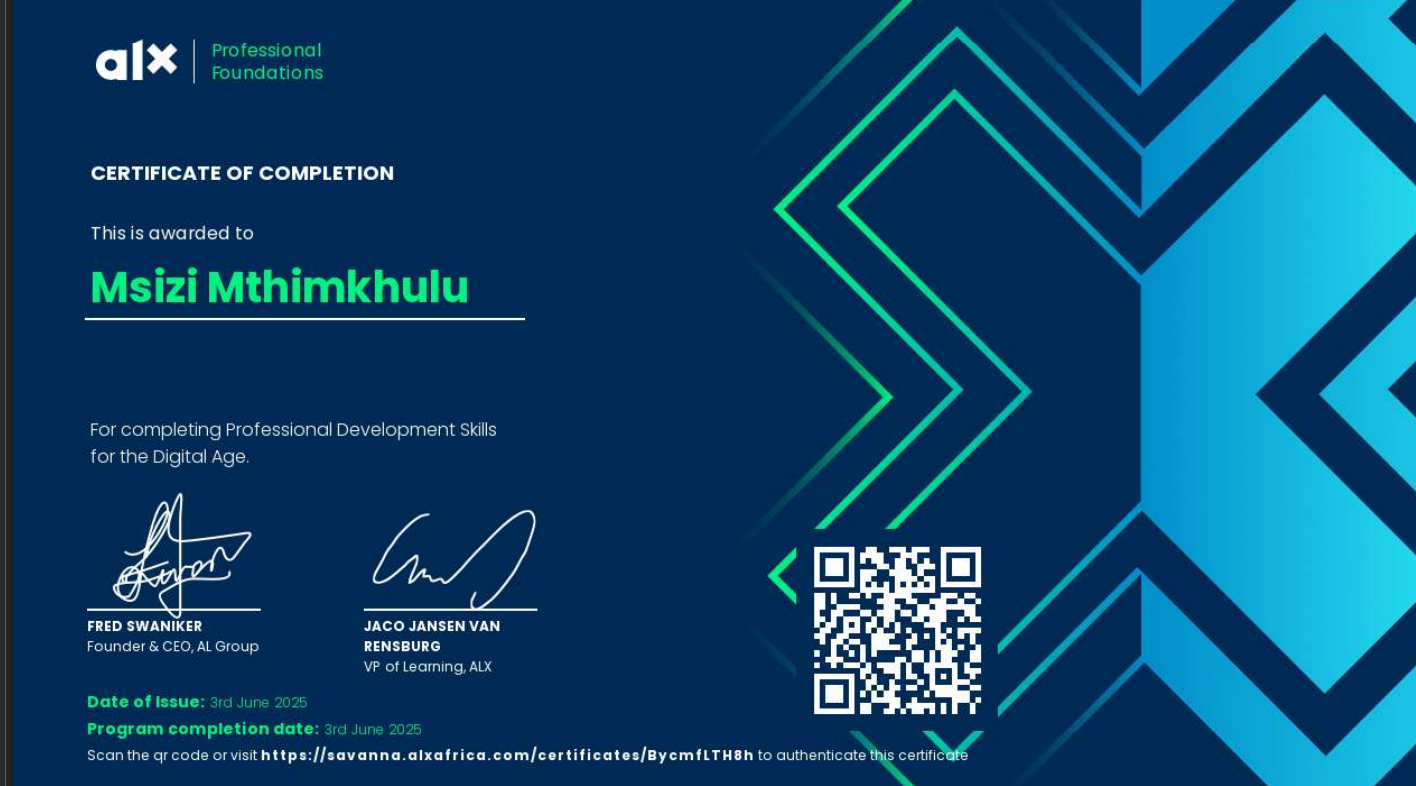 alx
Professional
Foundations
CERTIFICATE OF COMPLETION
This is awarded to
Msizi Mthimkhulu
For completing Professional Development Skills
for the Digital Age.
FRED SWANIKER
Founder & CEO, AL Group
JACO JANSEN VAN
RENSBURG
VP of Learning, ALX
Date of Issue: 3rd June 2025
Program completion date: 3rd June 2025
Scan the qr code or visit https://savanna.alxafrica.com/certificates/BycmfLTH8h to authenticate this certificate